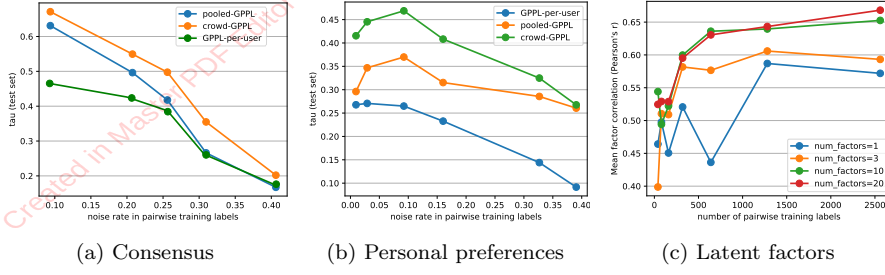 pooled-GPPL
crowd-GPPL
GPPL-per-user
tau (test set)
0.6
0.5
0.4
0.3
0.2
0.10 0.15 0.20 0.25 0.30 0.35 0.40
noise rate in pairwise training labels
(a) Consensus
GPPL-per-user
pooled-GPPL
crowd-GPPL
tau (test set)
0.45
0.40
0.35
0.30
0.25
0.20
0.15
0.10
0.00 0.05 0.10 0.15 0.20 0.25 0.30 0.35 0.40
noise rate in pairwise training labels
(b) Personal preferences
Mean factor correlation (Pearson's r)
0.65
0.60
0.55
0.50
0.45
0.40
num_factors=1
num_factors=3
num_factors=10
num_factors=20
0 500 1000 1500 2000 2500
number of pairwise training labels
(c) Latent factors
Created in Master PDF Editor